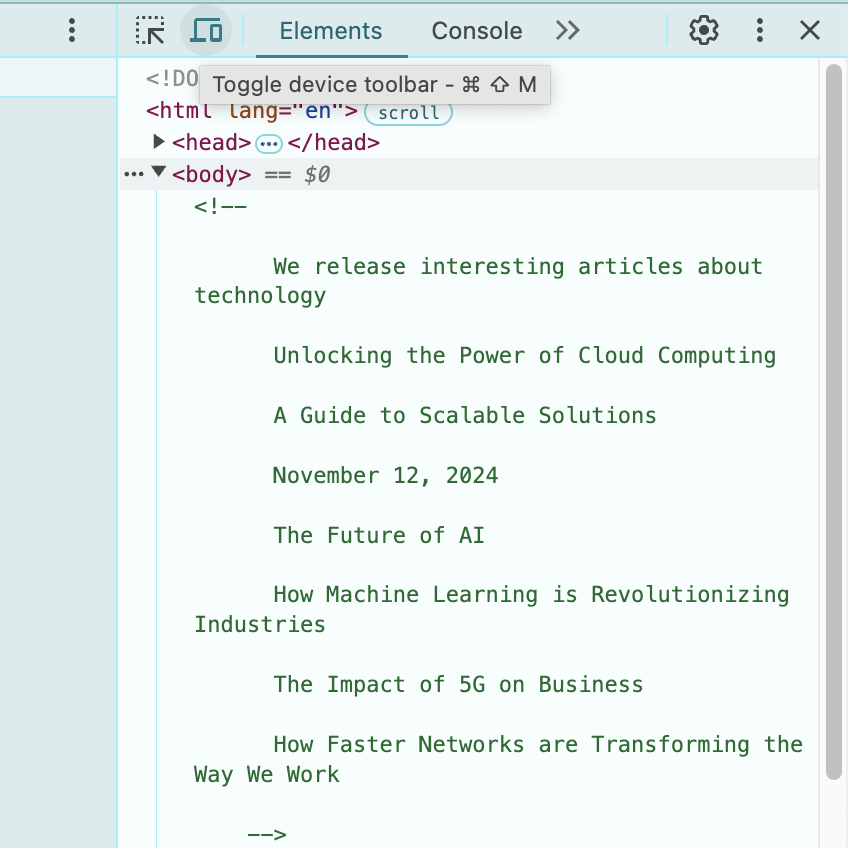 Elements Console
<!DO
Toggle device toolbar - ⌘ ⇧ M
<html lang="en"> scroll
<head> … </head>
… <body> == $0
<!--
We release interesting articles about
technology
Unlocking the Power of Cloud Computing
A Guide to Scalable Solutions
November 12, 2024
The Future of AI
How Machine Learning is Revolutionizing
Industries
The Impact of 5G on Business
How Faster Networks are Transforming the
Way We Work
-->